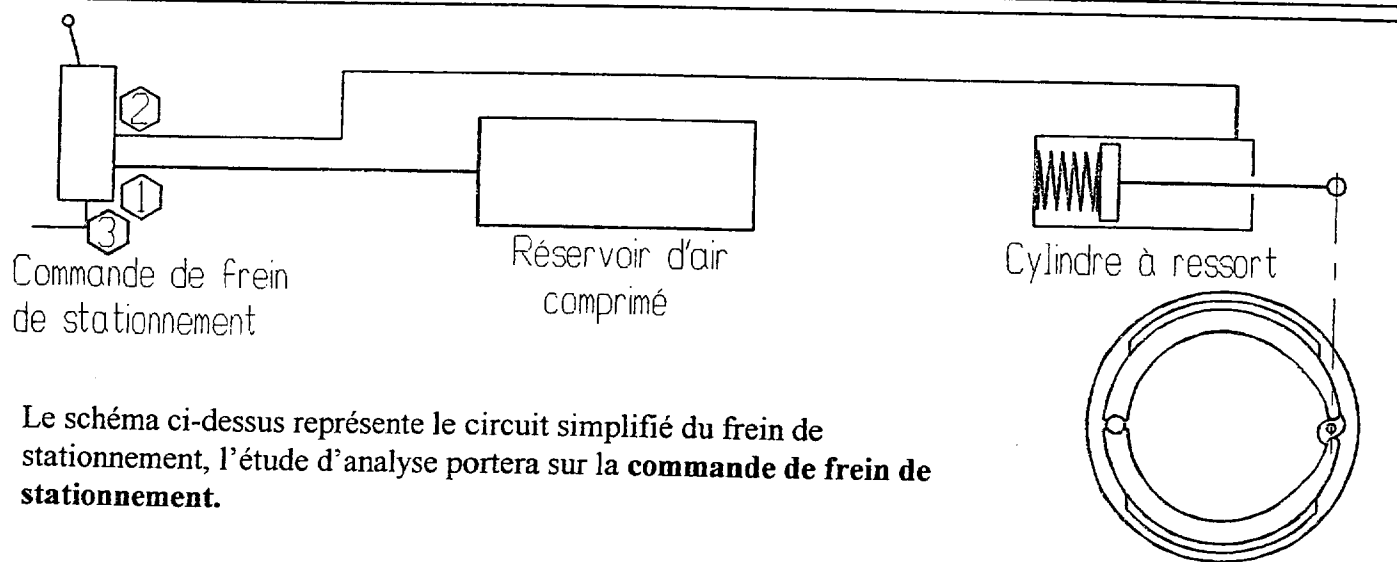 2
1
3
Commande de frein
de stationnement
Réservoir d'air
comprimé
Cylindre à ressort
Le schéma ci-dessus représente le circuit simplifié du frein de
stationnement, l'étude d'analyse portera sur la commande de frein de
stationnement.